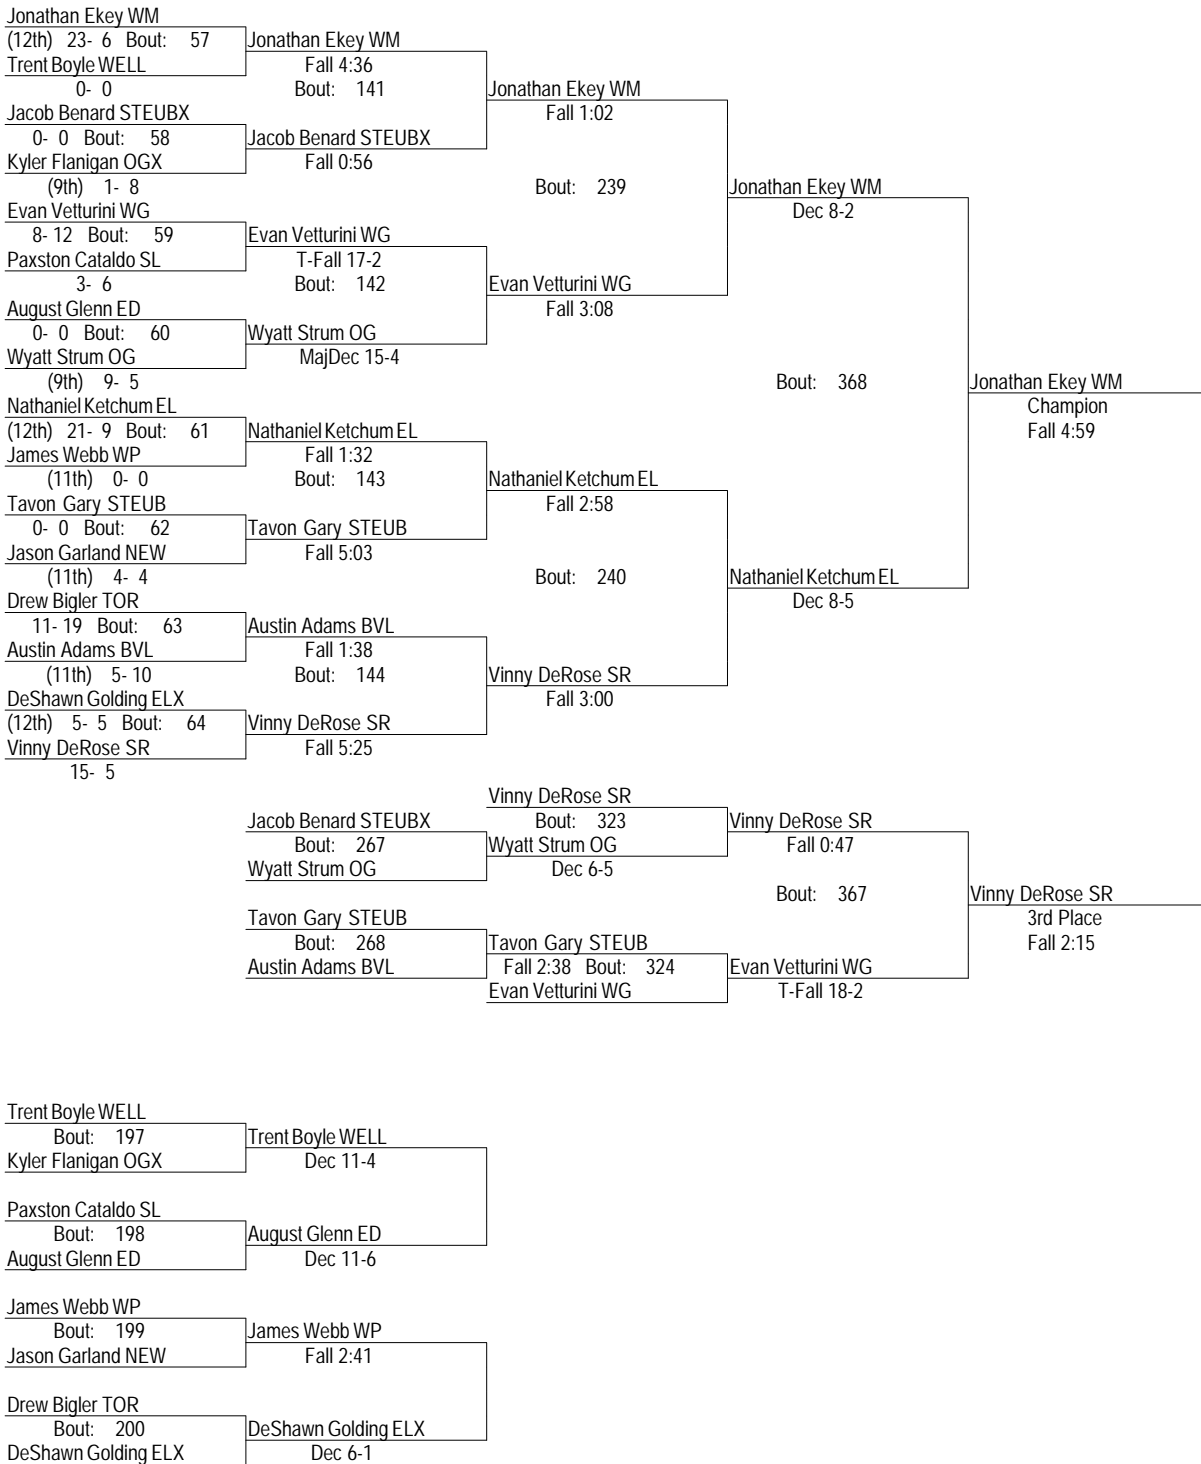 Jonathan Ekey WM
(12th) 23- 6 Bout: 57
Trent Boyle WELL
0- 0
Jacob Benard STEUBX
0- 0 Bout: 58
Kyler Flanigan OGX
(9th) 1- 8
Evan Vetturini WG
8- 12 Bout: 59
Paxston Cataldo SL
3- 6
August Glenn ED
0- 0 Bout: 60
Wyatt Strum OG
(9th) 9- 5
Nathaniel Ketchum EL
(12th) 21- 9 Bout: 61
James Webb WP
(11th) 0- 0
Tavon Gary STEUB
0- 0 Bout: 62
Jason Garland NEW
(11th) 4- 4
Drew Bigler TOR
11- 19 Bout: 63
Austin Adams BVL
(11th) 5- 10
DeShawn Golding ELX
(12th) 5- 5 Bout: 64
Vinny DeRose SR
15- 5
Jonathan Ekey WM
Fall 4:36
Bout: 141
Jacob Benard STEUBX
Fall 0:56
Evan Vetturini WG
T-Fall 17-2
Bout: 142
Wyatt Strum OG
MajDec 15-4
Nathaniel Ketchum EL
Fall 1:32
Bout: 143
Tavon Gary STEUB
Fall 5:03
Austin Adams BVL
Fall 1:38
Bout: 144
Vinny DeRose SR
Fall 5:25
Jonathan Ekey WM
Fall 1:02
Bout: 239
Evan Vetturini WG
Fall 3:08
Nathaniel Ketchum EL
Fall 2:58
Bout: 240
Vinny DeRose SR
Fall 3:00
Jonathan Ekey WM
Dec 8-2
Bout: 368
Nathaniel Ketchum EL
Dec 8-5
Jonathan Ekey WM
Champion
Fall 4:59
Jacob Benard STEUBX
Bout: 267
Wyatt Strum OG
Tavon Gary STEUB
Bout: 268
Austin Adams BVL
Vinny DeRose SR
Bout: 323
Wyatt Strum OG
Dec 6-5
Tavon Gary STEUB
Fall 2:38 Bout: 324
Evan Vetturini WG
Vinny DeRose SR
Fall 0:47
Bout: 367
Evan Vetturini WG
T-Fall 18-2
Vinny DeRose SR
3rd Place
Fall 2:15
Trent Boyle WELL
Bout: 197
Kyler Flanigan OGX
Paxston Cataldo SL
Bout: 198
August Glenn ED
James Webb WP
Bout: 199
Jason Garland NEW
Drew Bigler TOR
Bout: 200
DeShawn Golding ELX
Trent Boyle WELL
Dec 11-4
August Glenn ED
Dec 11-6
James Webb WP
Fall 2:41
DeShawn Golding ELX
Dec 6-1